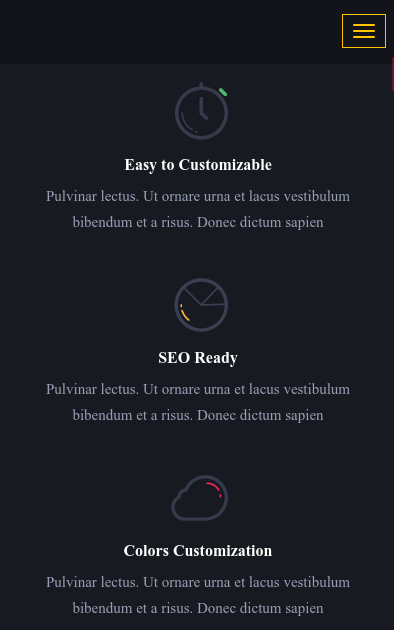 Easy to Customizable
Pulvinar lectus. Ut ornare urna et lacus vestibulum
bibendum et a risus. Donec dictum sapien
SEO Ready
Pulvinar lectus. Ut ornare urna et lacus vestibulum
bibendum et a risus. Donec dictum sapien
Colors Customization
Pulvinar lectus. Ut ornare urna et lacus vestibulum
bibendum et a risus. Donec dictum sapien